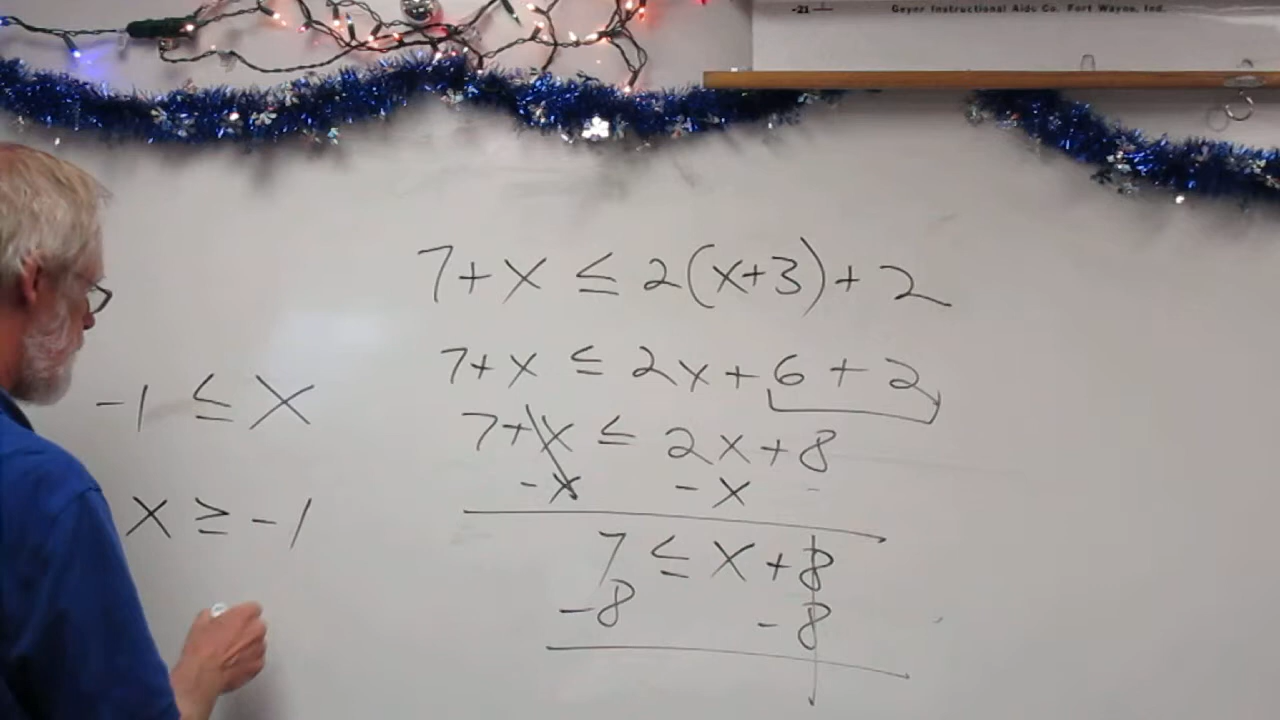 -21
Geyer Instructional Aids Co. Fort Wayne, Ind.
7+x ≤ 2(x+3)+2
7+x ≤ 2x+6+2
7+x ≤ 2x+8
-x -x
7 ≤ x+8
-8 -8
-1 ≤ x
x ≥ -1